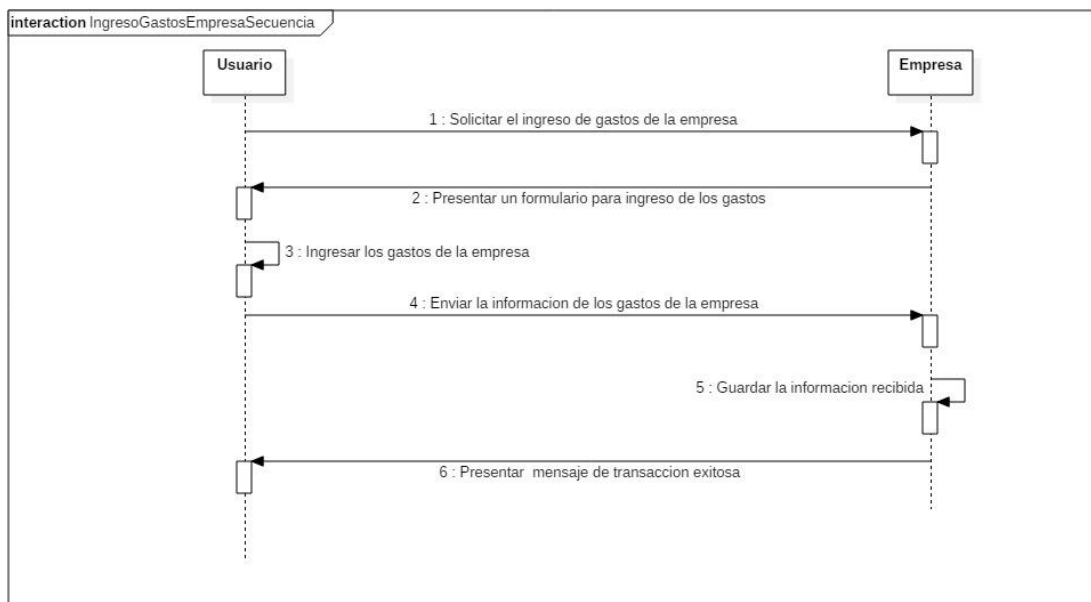 interaction IngresoGastosEmpresaSecuencia
Usuario
Empresa
1 : Solicitar el ingreso de gastos de la empresa
2 : Presentar un formulario para ingreso de los gastos
3 : Ingresar los gastos de la empresa
4 : Enviar la informacion de los gastos de la empresa
5 : Guardar la informacion recibida
6 : Presentar  mensaje de transaccion exitosa